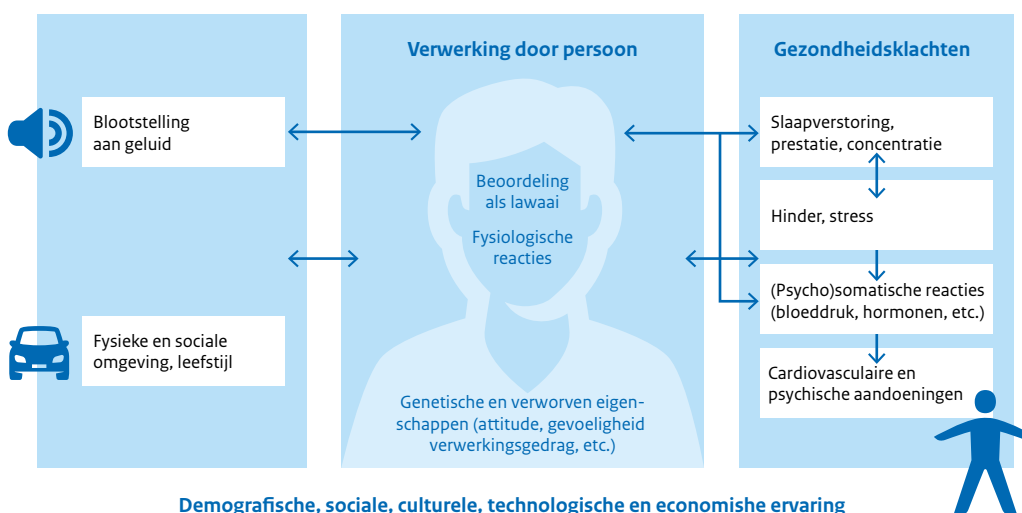 Verwerking door persoon
Gezondheidsklachten
Blootstelling
aan geluid
Fysieke en sociale
omgeving, leefstijl
Beoordeling
als lawaai
Fysiologische
reacties
Genetische en verworven eigen-
schappen (attitude, gevoeligheid
verwerkingsgedrag, etc.)
Slaapverstoring,
prestatie, concentratie
Hinder, stress
(Psycho)somatische reacties
(bloeddruk, hormonen, etc.)
Cardiovasculaire en
psychische aandoeningen
Demografische, sociale, culturele, technologische en economishe ervaring